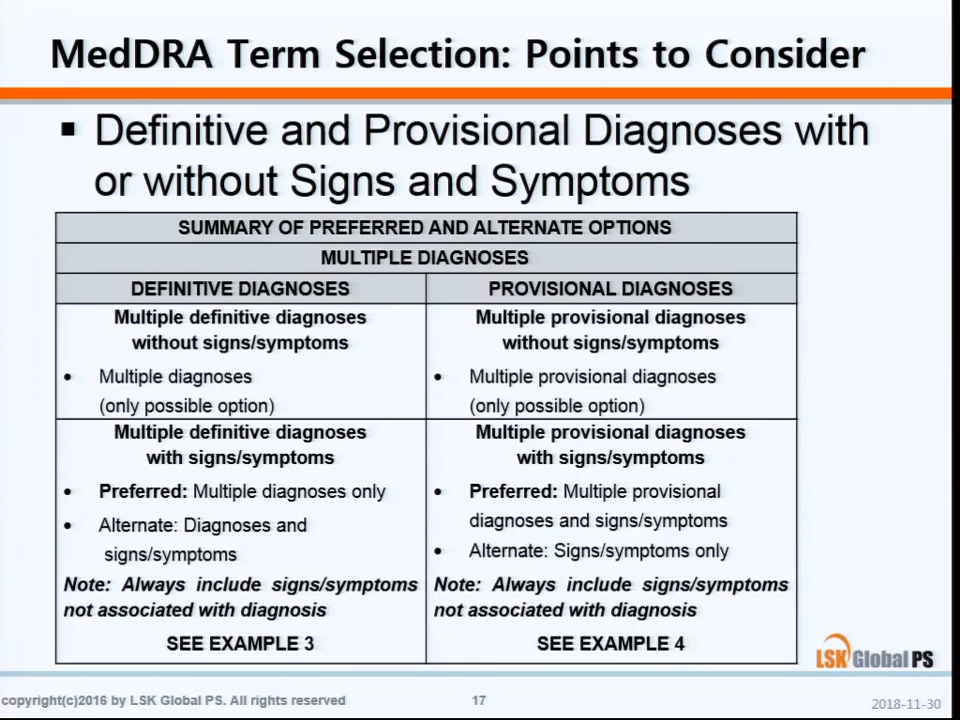 MedDRA Term Selection: Points to Consider
▪ Definitive and Provisional Diagnoses with
or without Signs and Symptoms
SUMMARY OF PREFERRED AND ALTERNATE OPTIONS
MULTIPLE DIAGNOSES
DEFINITIVE DIAGNOSES
Multiple definitive diagnoses
without signs/symptoms
• Multiple diagnoses
(only possible option)
Multiple definitive diagnoses
with signs/symptoms
• Preferred: Multiple diagnoses only
• Alternate: Diagnoses and
signs/symptoms
Note: Always include signs/symptoms
not associated with diagnosis
SEE EXAMPLE 3
PROVISIONAL DIAGNOSES
Multiple provisional diagnoses
without signs/symptoms
• Multiple provisional diagnoses
(only possible option)
Multiple provisional diagnoses
with signs/symptoms
• Preferred: Multiple provisional
diagnoses and signs/symptoms
• Alternate: Signs/symptoms only
Note: Always include signs/symptoms
not associated with diagnosis
SEE EXAMPLE 4
LSK Global PS
copyright(c)2016 by LSK Global PS. All rights reserved
17
2018-11-30